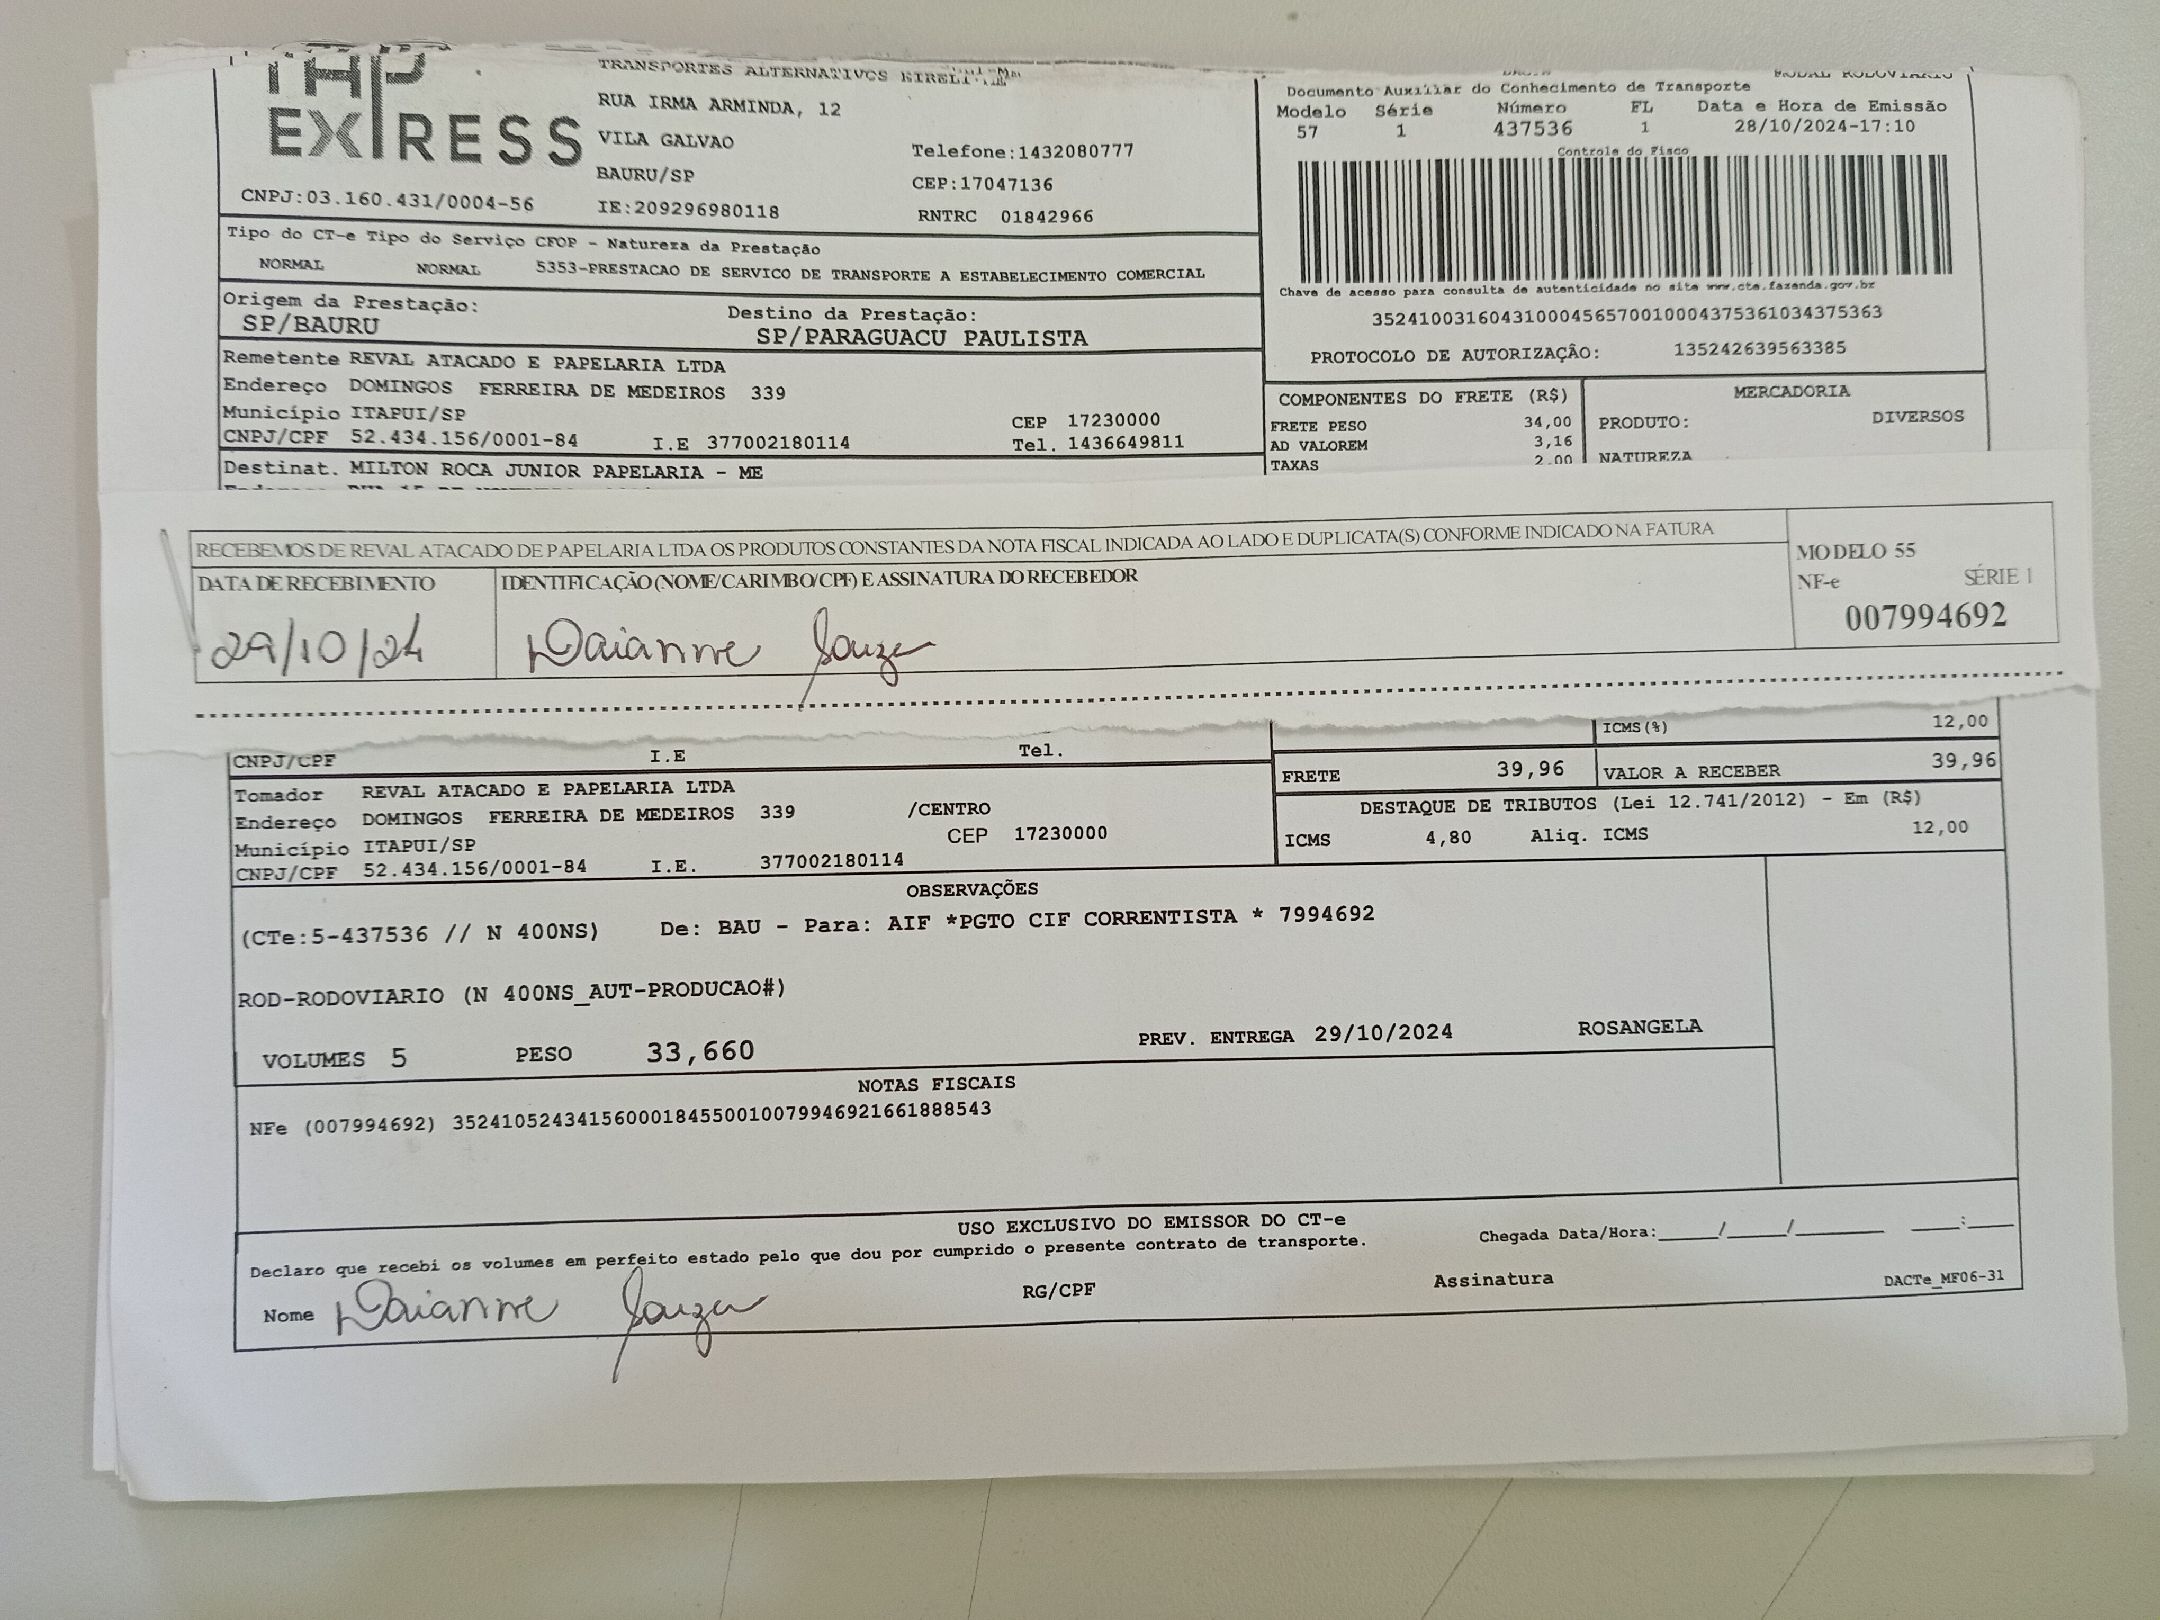 TAP
EXPRESS
TRANSPORTES ALTERNATIVOS EIRELI
RUA IRMA ARMINDA, 12
VILA GALVAO
Telefone:1432080777
BAURU/SP
CEP:17047136
CNPJ:03.160.431/0004-56
IE:209296980118
RNTRC 01842966
MODAL RODOVIARIO
Documento Auxiliar do Conhecimento de Transporte
Modelo Série Número FL Data e Hora de Emissão
57 1 437536 1 28/10/2024-17:10
Controle do Fisco
Chave de acesso para consulta de autenticidade no site www.cte.fazenda.gov.br
35241003160431000456570010004375361034375363
PROTOCOLO DE AUTORIZAÇÃO: 135242639563385
Tipo do CT-e Tipo do Serviço CFOP - Natureza da Prestação
NORMAL NORMAL 5353-PRESTACAO DE SERVICO DE TRANSPORTE A ESTABELECIMENTO COMERCIAL
Origem da Prestação: Destino da Prestação:
SP/BAURU SP/PARAGUACU PAULISTA
Remetente REVAL ATACADO E PAPELARIA LTDA
Endereço DOMINGOS FERREIRA DE MEDEIROS 339
Município ITAPUI/SP CEP 17230000
CNPJ/CPF 52.434.156/0001-84 I.E 377002180114 Tel. 1436649811
Destinat. MILTON ROCA JUNIOR PAPELARIA - ME
COMPONENTES DO FRETE (R$) MERCADORIA
FRETE PESO 34,00 PRODUTO: DIVERSOS
AD VALOREM 3,16
TAXAS 2,00 NATUREZA
RECEBEMOS DE REVAL ATACADO DE PAPELARIA LTDA OS PRODUTOS CONSTANTES DA NOTA FISCAL INDICADA AO LADO E DUPLICATA(S) CONFORME INDICADO NA FATURA
DATA DE RECEBIMENTO IDENTIFICAÇÃO (NOME/CARIMBO/CPF) E ASSINATURA DO RECEBEDOR
29/10/24 Daianne Souza
MODELO 55
NF-e SÉRIE 1
007994692
ICMS(%) 12,00
CNPJ/CPF I.E Tel.
FRETE 39,96 VALOR A RECEBER 39,96
Tomador REVAL ATACADO E PAPELARIA LTDA
Endereço DOMINGOS FERREIRA DE MEDEIROS 339 /CENTRO
Município ITAPUI/SP CEP 17230000
CNPJ/CPF 52.434.156/0001-84 I.E. 377002180114
DESTAQUE DE TRIBUTOS (Lei 12.741/2012) - Em (R$)
ICMS 4,80 Aliq. ICMS 12,00
OBSERVAÇÕES
(CTe:5-437536 // N 400NS) De: BAU - Para: AIF *PGTO CIF CORRENTISTA * 7994692
ROD-RODOVIARIO (N 400NS_AUT-PRODUCAO#)
VOLUMES 5 PESO 33,660 PREV. ENTREGA 29/10/2024 ROSANGELA
NOTAS FISCAIS
NFe (007994692) 35241052434156000184550010079946921661888543
USO EXCLUSIVO DO EMISSOR DO CT-e
Declaro que recebi os volumes em perfeito estado pelo que dou por cumprido o presente contrato de transporte. Chegada Data/Hora:____/____/______ ___:___
Nome Daianne Souza RG/CPF Assinatura DACTe_MF06-31